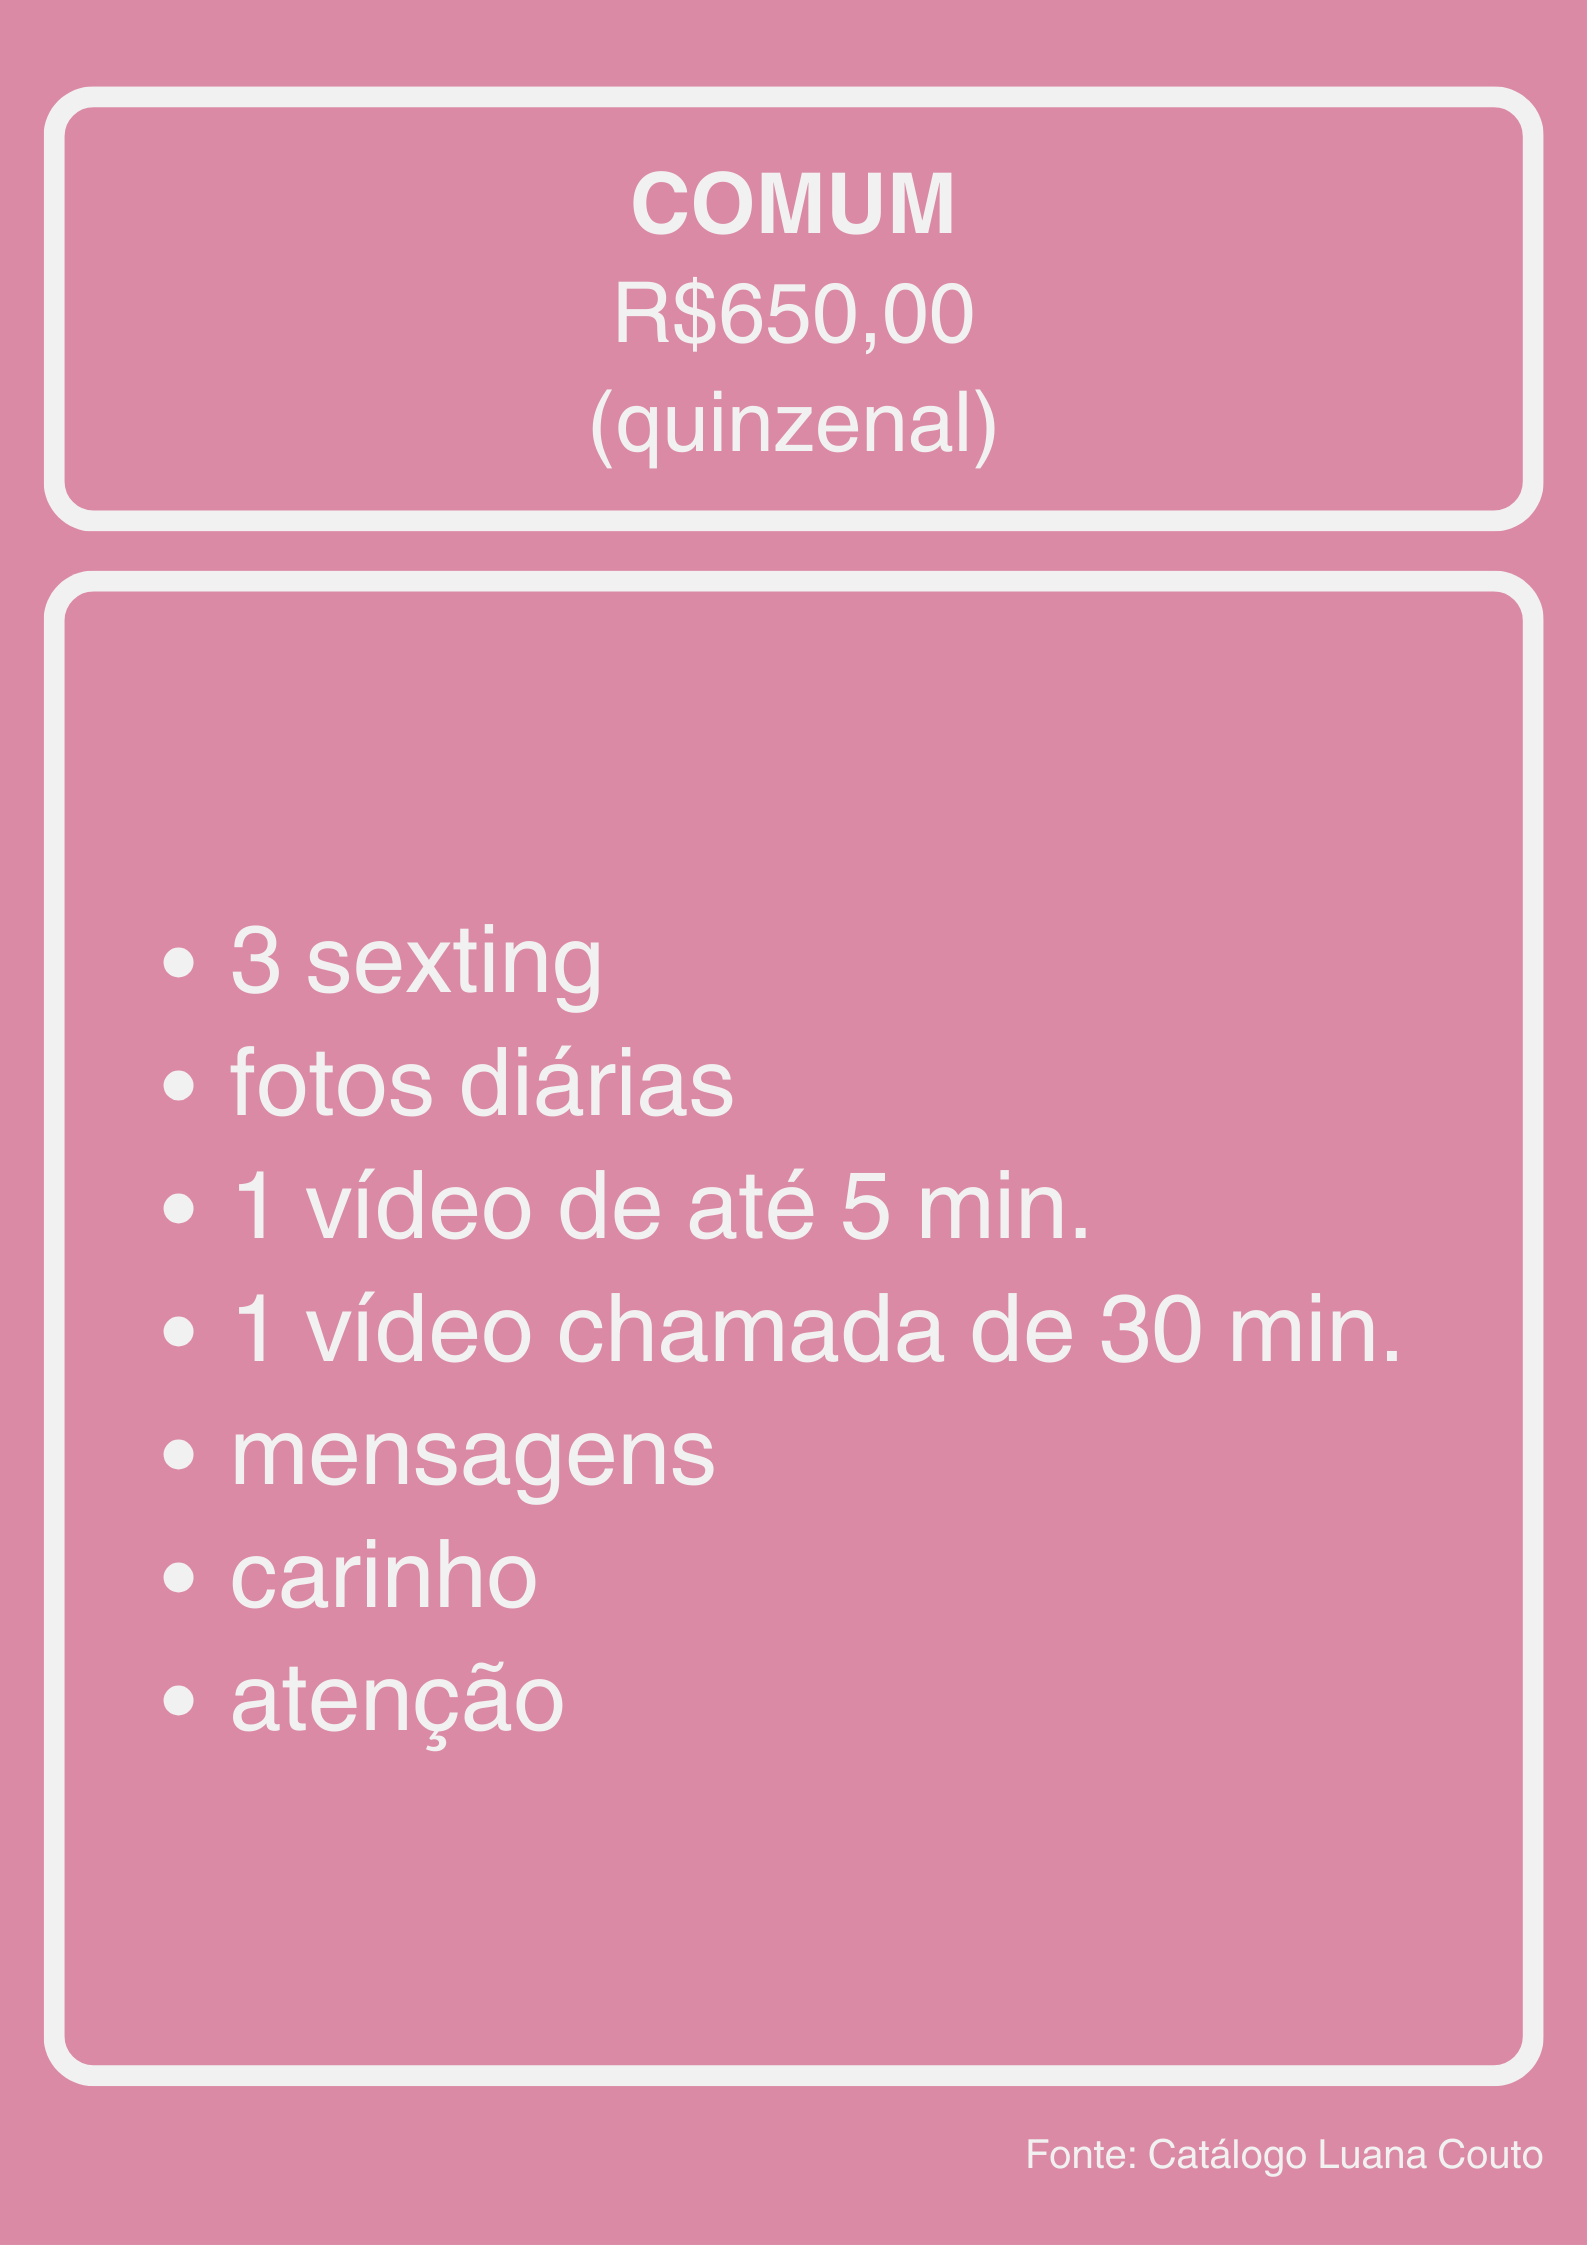 COMUM
R$650,00
(quinzenal)
• 3 sexting
• fotos diárias
• 1 vídeo de até 5 min.
• 1 vídeo chamada de 30 min.
• mensagens
• carinho
• atenção
Fonte: Catálogo Luana Couto